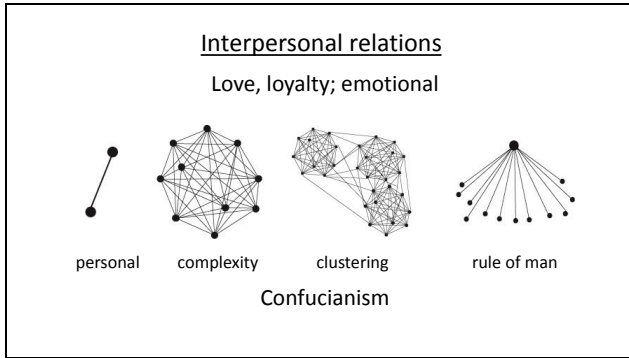 Interpersonal relations
Love, loyalty; emotional
personal complexity clustering rule of man
Confucianism